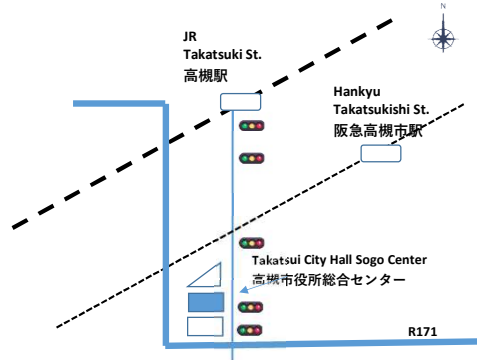 N
JR
Takatsuki St.
高槻駅
Hankyu
Takatsukishi St.
阪急高槻市駅
Takatsui City Hall Sogo Center
高槻市役所総合センター
R171